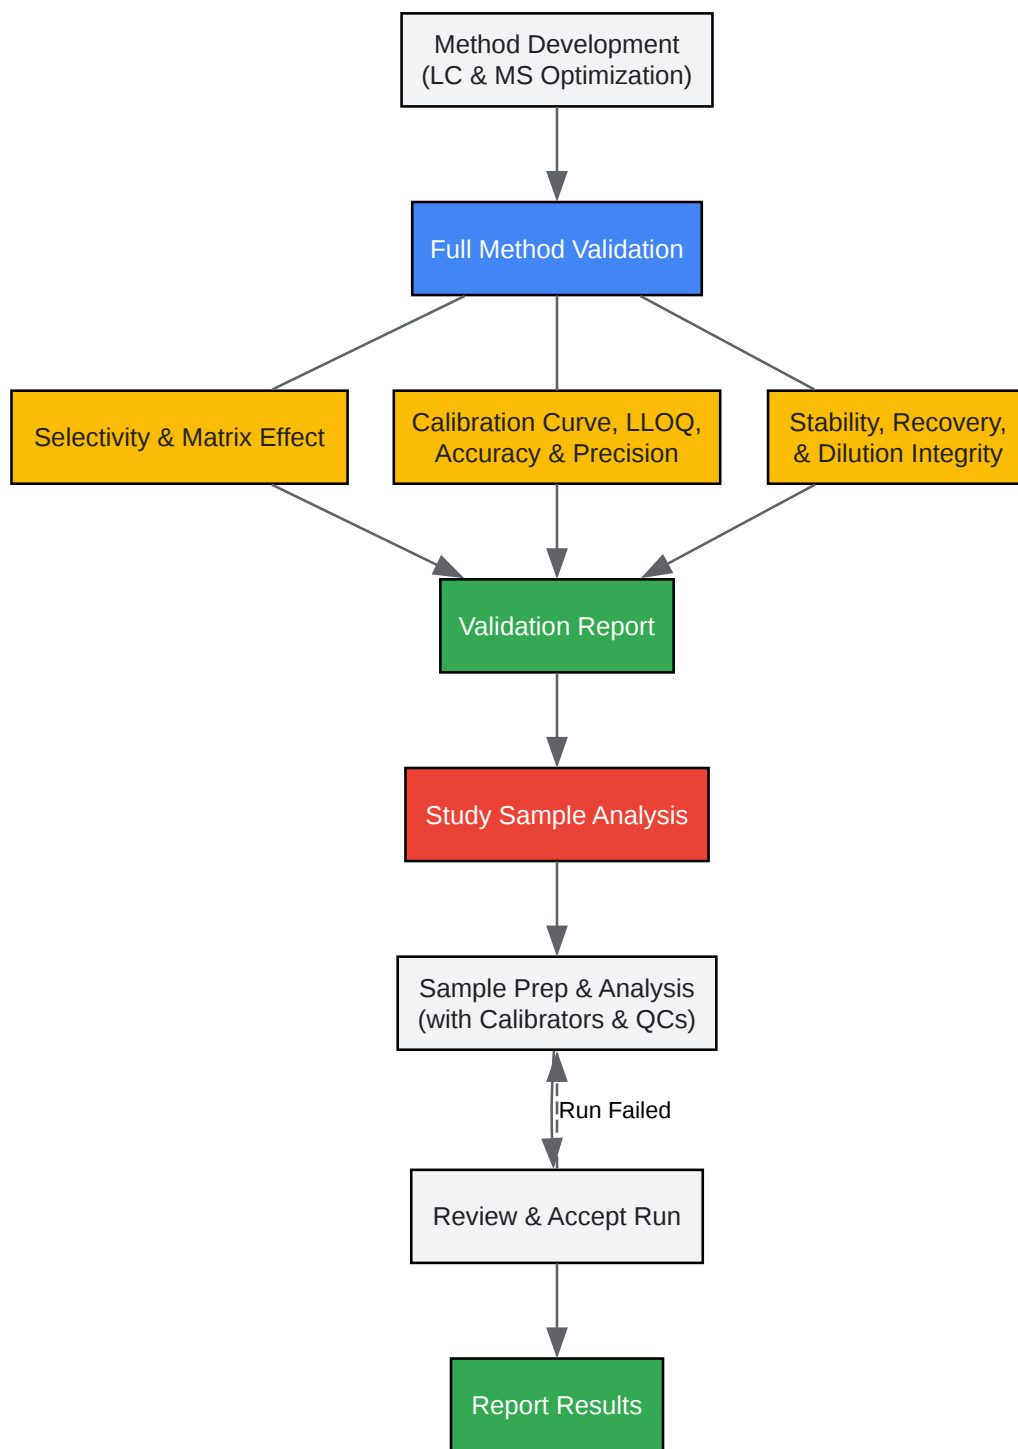 Method Development
(LC & MS Optimization)
Full Method Validation
Selectivity & Matrix Effect
Calibration Curve, LLOQ,
Accuracy & Precision
Stability, Recovery,
& Dilution Integrity
Validation Report
Study Sample Analysis
Sample Prep & Analysis
(with Calibrators & QCs)
Run Failed
Review & Accept Run
Report Results